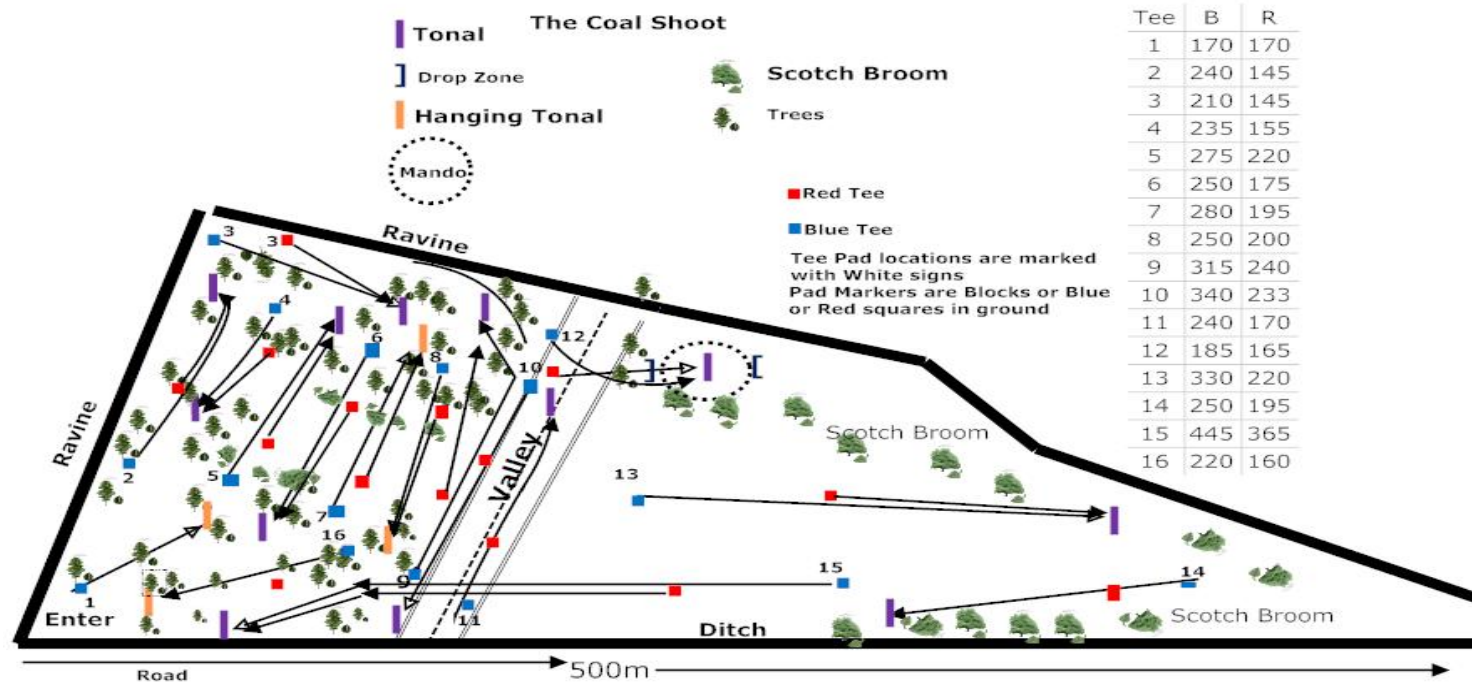 The Coal Shoot
Tonal
Drop Zone
Hanging Tonal
Mando
Scotch Broom
Trees
Red Tee
Blue Tee
Tee Pad locations are marked
with White signs
Pad Markers are Blocks or Blue
or Red squares in ground
Tee B R
1 170 170
2 240 145
3 210 145
4 235 155
5 275 220
6 250 175
7 280 195
8 250 200
9 315 240
10 340 233
11 240 170
12 185 165
13 330 220
14 250 195
15 445 365
16 220 160
3
3
Ravine
4
6
8
12
10
Ravine
Scotch Broom
2
5
Valley
13
7
16
9
15
14
1
11
Enter
Ditch
Scotch Broom
Road
500m